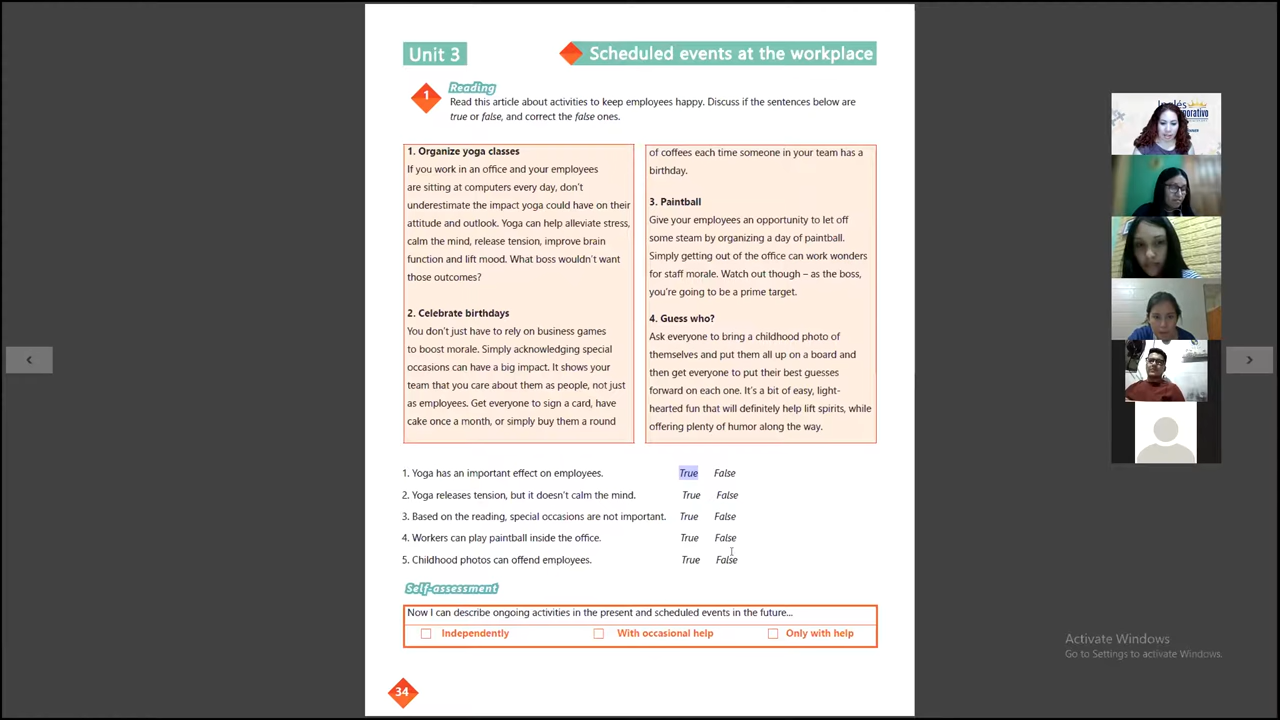 Unit 3
Scheduled events at the workplace
1
Reading
Read this article about activities to keep employees happy. Discuss if the sentences below are
true or false, and correct the false ones.
1. Organize yoga classes
If you work in an office and your employees
are sitting at computers every day, don't
underestimate the impact yoga could have on their
attitude and outlook. Yoga can help alleviate stress,
calm the mind, release tension, improve brain
function and lift mood. What boss wouldn't want
those outcomes?
2. Celebrate birthdays
You don't just have to rely on business games
to boost morale. Simply acknowledging special
occasions can have a big impact. It shows your
team that you care about them as people, not just
as employees. Get everyone to sign a card, have
cake once a month, or simply buy them a round
of coffees each time someone in your team has a
birthday.
3. Paintball
Give your employees an opportunity to let off
some steam by organizing a day of paintball.
Simply getting out of the office can work wonders
for staff morale. Watch out though – as the boss,
you're going to be a prime target.
4. Guess who?
Ask everyone to bring a childhood photo of
themselves and put them all up on a board and
then get everyone to put their best guesses
forward on each one. It's a bit of easy, light-
hearted fun that will definitely help lift spirits, while
offering plenty of humor along the way.
1. Yoga has an important effect on employees. True False
2. Yoga releases tension, but it doesn't calm the mind. True False
3. Based on the reading, special occasions are not important. True False
4. Workers can play paintball inside the office. True False
5. Childhood photos can offend employees. True False
Self-assessment
Now I can describe ongoing activities in the present and scheduled events in the future...
Independently With occasional help Only with help
34
Inglés
Activate Windows
Go to Settings to activate Windows.